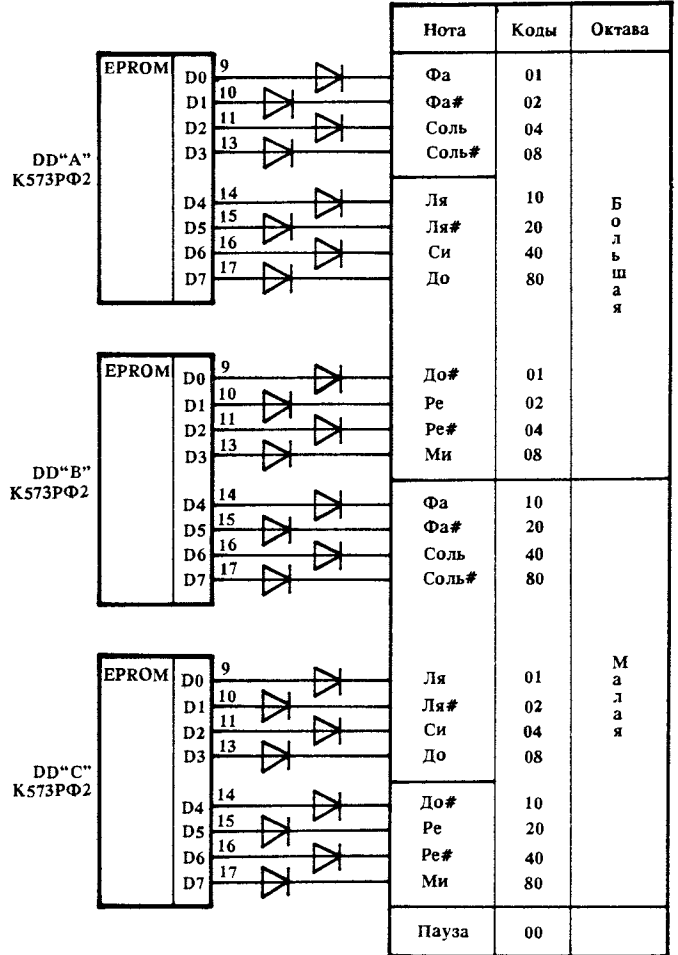 Нота Коды Октава
EPROM D0 9 Фа 01
D1 10 Фа# 02
D2 11 Соль 04
D3 13 Соль# 08
DD“A”
К573РФ2
D4 14 Ля 10
D5 15 Ля# 20
D6 16 Си 40
D7 17 До 80
Большая
EPROM D0 9 До# 01
D1 10 Ре 02
D2 11 Ре# 04
D3 13 Ми 08
DD“B”
К573РФ2
D4 14 Фа 10
D5 15 Фа# 20
D6 16 Соль 40
D7 17 Соль# 80
EPROM D0 9 Ля 01
D1 10 Ля# 02
D2 11 Си 04
D3 13 До 08
Малая
DD“C”
К573РФ2
D4 14 До# 10
D5 15 Ре 20
D6 16 Ре# 40
D7 17 Ми 80
Пауза 00